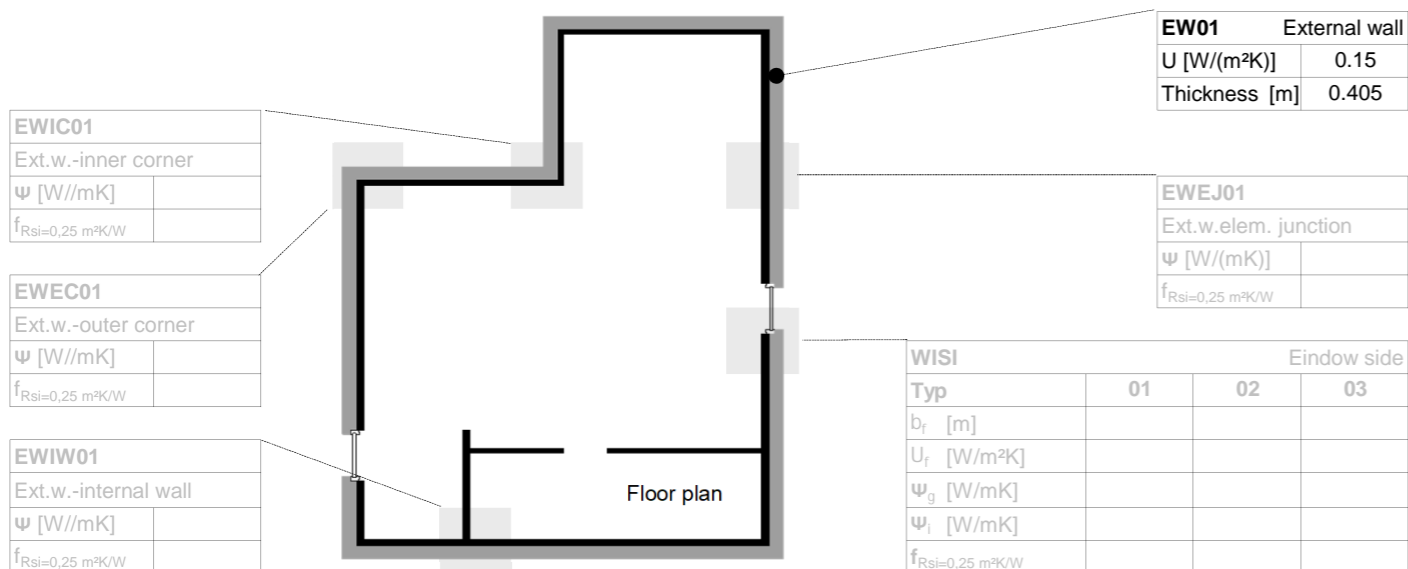 EW01 External wall
U [W/(m²K)] 0.15
Thickness [m] 0.405
EWIC01
Ext.w.-inner corner
Ψ [W//mK]
fRsi=0,25 m²K/W
EWEC01
Ext.w.-outer corner
Ψ [W//mK]
fRsi=0,25 m²K/W
EWIW01
Ext.w.-internal wall
Ψ [W//mK]
fRsi=0,25 m²K/W
Floor plan
EWEJ01
Ext.w.elem. junction
Ψ [W/(mK)]
fRsi=0,25 m²K/W
WISI Eindow side
Typ 01 02 03
bf [m]
Uf [W/m²K]
Ψg [W/mK]
Ψi [W/mK]
fRsi=0,25 m²K/W